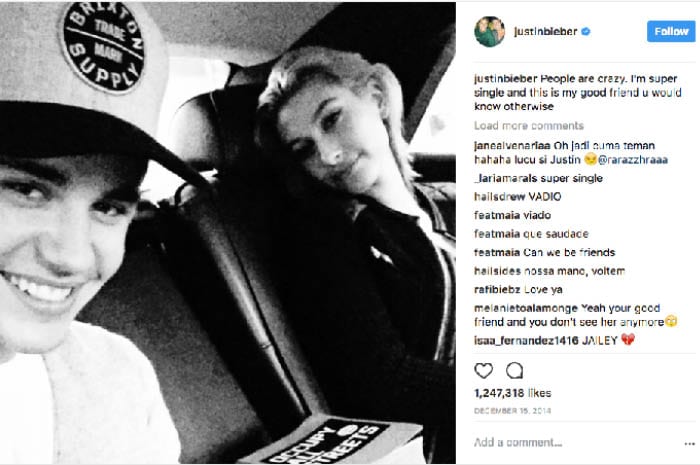 BRIXTON
TRADE
MARK
SUPPLY
OCCUPY
ALL
STREETS
justinbieber
Follow
justinbieber People are crazy. I'm super
single and this is my good friend u would
know otherwise
Load more comments
janealvenariaa Oh jadi cuma teman
hahaha lucu si Justin 😒@rarazzhraaa
_lariamarals super single
hailsdrew VADIO
featmaia viado
featmaia que saudade
featmaia Can we be friends
hailsides nossa mano, voltem
rafibiebz Love ya
melanietoalamonge Yeah your good
friend and you don't see her anymore🙄
isaa_fernandez1416 JAILEY 💔
1,247,318 likes
DECEMBER 15, 2014
Add a comment...